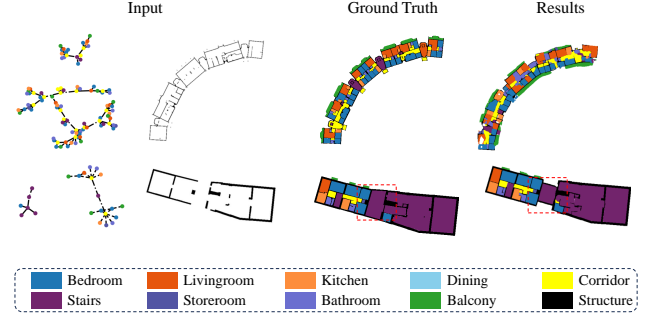 Input Ground Truth Results
Bedroom Livingroom Kitchen Dining Corridor
Stairs Storeroom Bathroom Balcony Structure